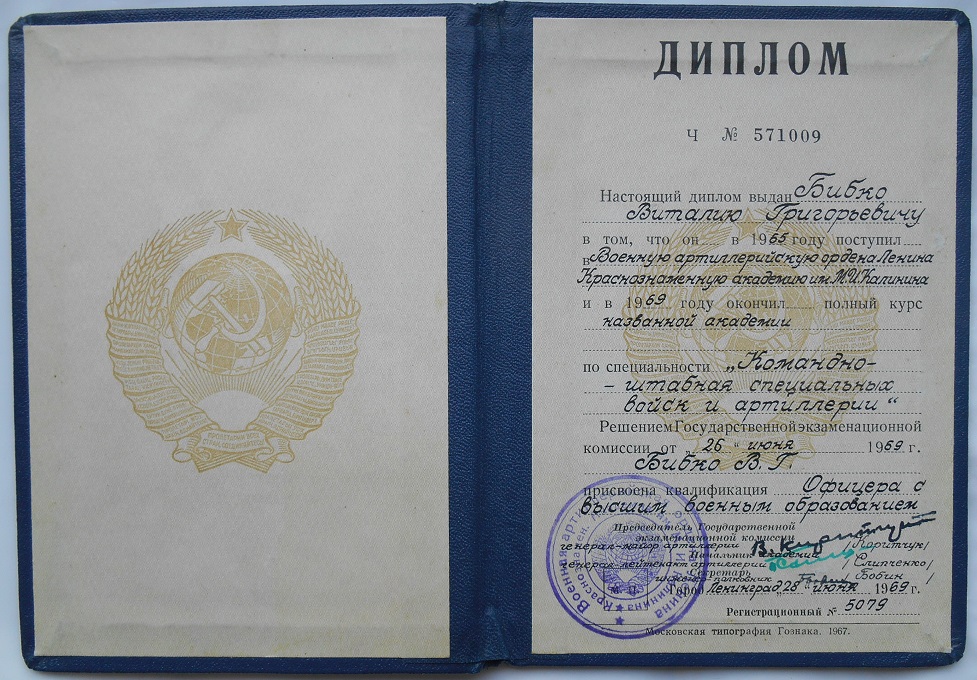 ДИПЛОМ
Ч № 571009
Настоящий диплом выдан Бибко
Виталию Григорьевичу
в том, что он в 1965 году поступил
в Военную артиллерийскую ордена Ленина
Краснознаменную академию им. М.И. Калинина
и в 1969 году окончил полный курс
названной академии
по специальности „Командно-
-штабная специальных
войск и артиллерии“
Решением Государственной экзаменационной
комиссии от „26“ июня 1969 г.
Бибко В. Г.
присвоена квалификация Офицера с
высшим военным образованием
Председатель Государственной
экзаменационной комиссии
генерал-майор артиллерии /Коритчук/
Начальник академии
генерал-лейтенант артиллерии /Слипченко/
Секретарь
полковник /Бобин/
М. П. Город Ленинград „28“ июня 1969 г.
Регистрационный № 5079
Московская типография Гознака. 1967.